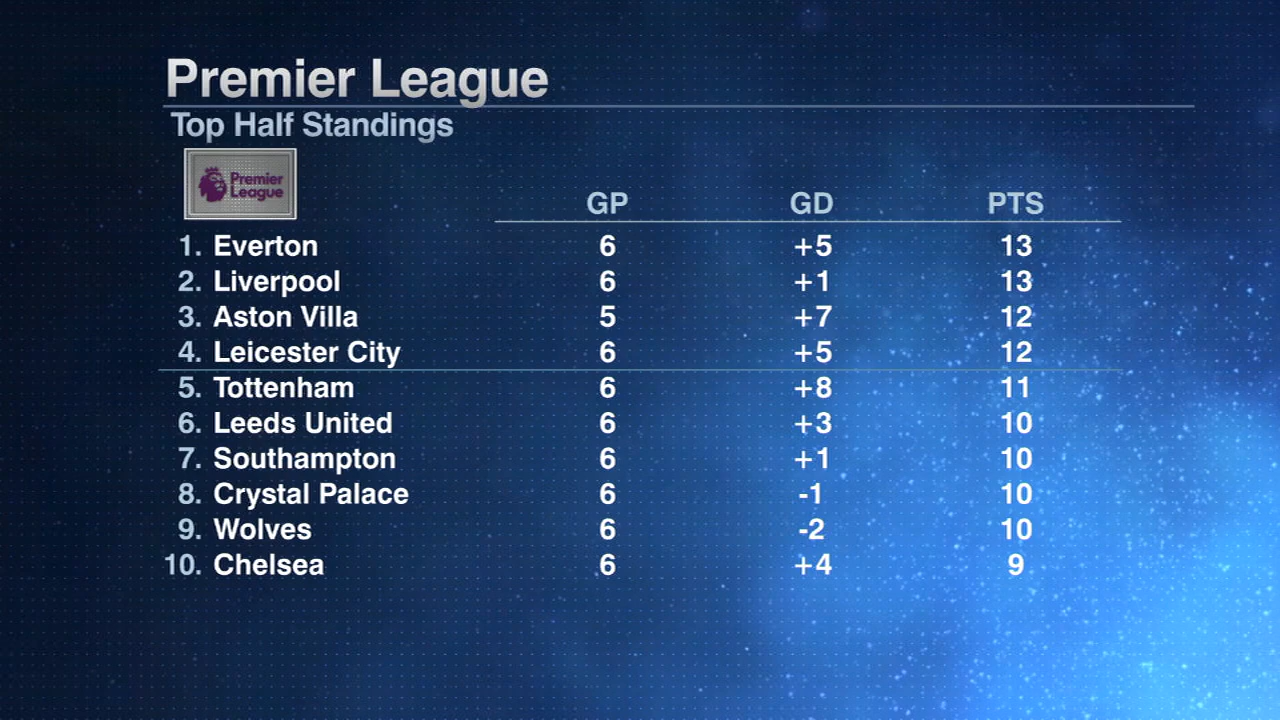 Premier League
Top Half Standings
Premier
League
GP GD PTS
1. Everton 6 +5 13
2. Liverpool 6 +1 13
3. Aston Villa 5 +7 12
4. Leicester City 6 +5 12
5. Tottenham 6 +8 11
6. Leeds United 6 +3 10
7. Southampton 6 +1 10
8. Crystal Palace 6 -1 10
9. Wolves 6 -2 10
10. Chelsea 6 +4 9